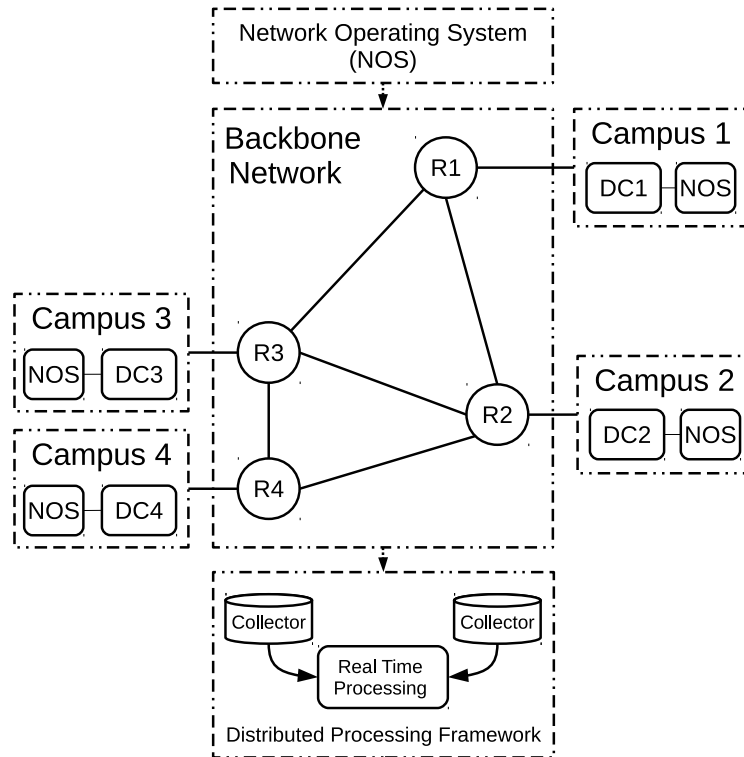 Network Operating System
(NOS)
Backbone
Network
R1
Campus 1
DC1
NOS
Campus 3
NOS
DC3
R3
R2
Campus 2
DC2
NOS
Campus 4
NOS
DC4
R4
Collector
Collector
Real Time
Processing
Distributed Processing Framework